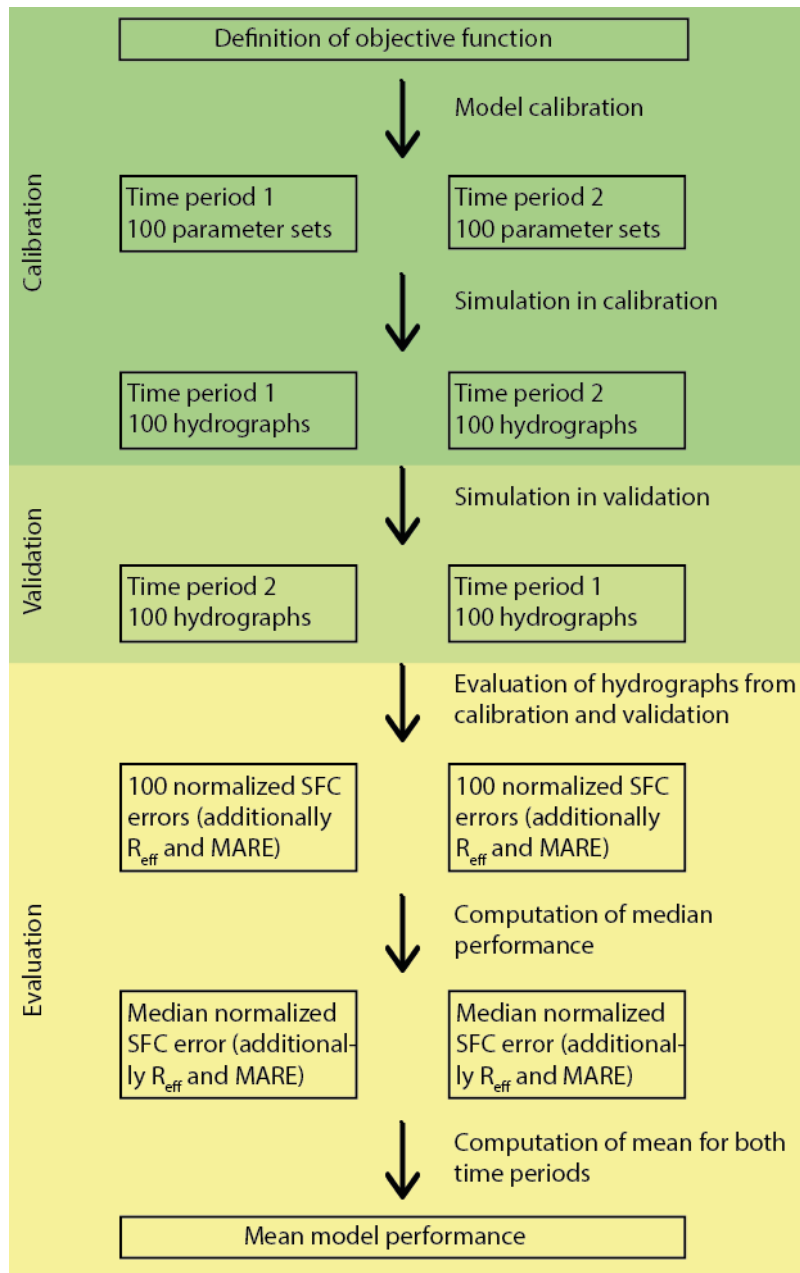 Definition of objective function
Model calibration
Calibration
Time period 1
100 parameter sets
Time period 2
100 parameter sets
Simulation in calibration
Time period 1
100 hydrographs
Time period 2
100 hydrographs
Simulation in validation
Validation
Time period 2
100 hydrographs
Time period 1
100 hydrographs
Evaluation of hydrographs from
calibration and validation
Evaluation
100 normalized SFC
errors (additionally
Reff and MARE)
100 normalized SFC
errors (additionally
Reff and MARE)
Computation of median
performance
Median normalized
SFC error (additional-
ly Reff and MARE)
Median normalized
SFC error (additional-
ly Reff and MARE)
Computation of mean for both
time periods
Mean model performance